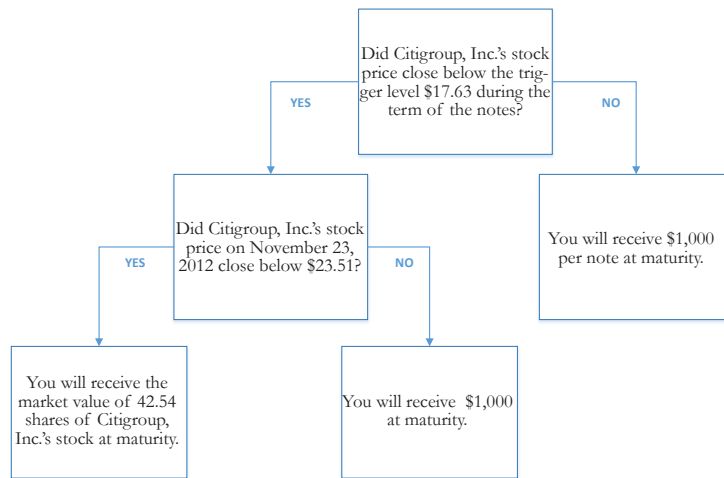 Did Citigroup, Inc.'s stock
price close below the trig-
ger level $17.63 during the
term of the notes?
YES
NO
Did Citigroup, Inc.'s stock
price on November 23,
2012 close below $23.51?
You will receive $1,000
per note at maturity.
YES
NO
You will receive the
market value of 42.54
shares of Citigroup,
Inc.'s stock at maturity.
You will receive $1,000
at maturity.